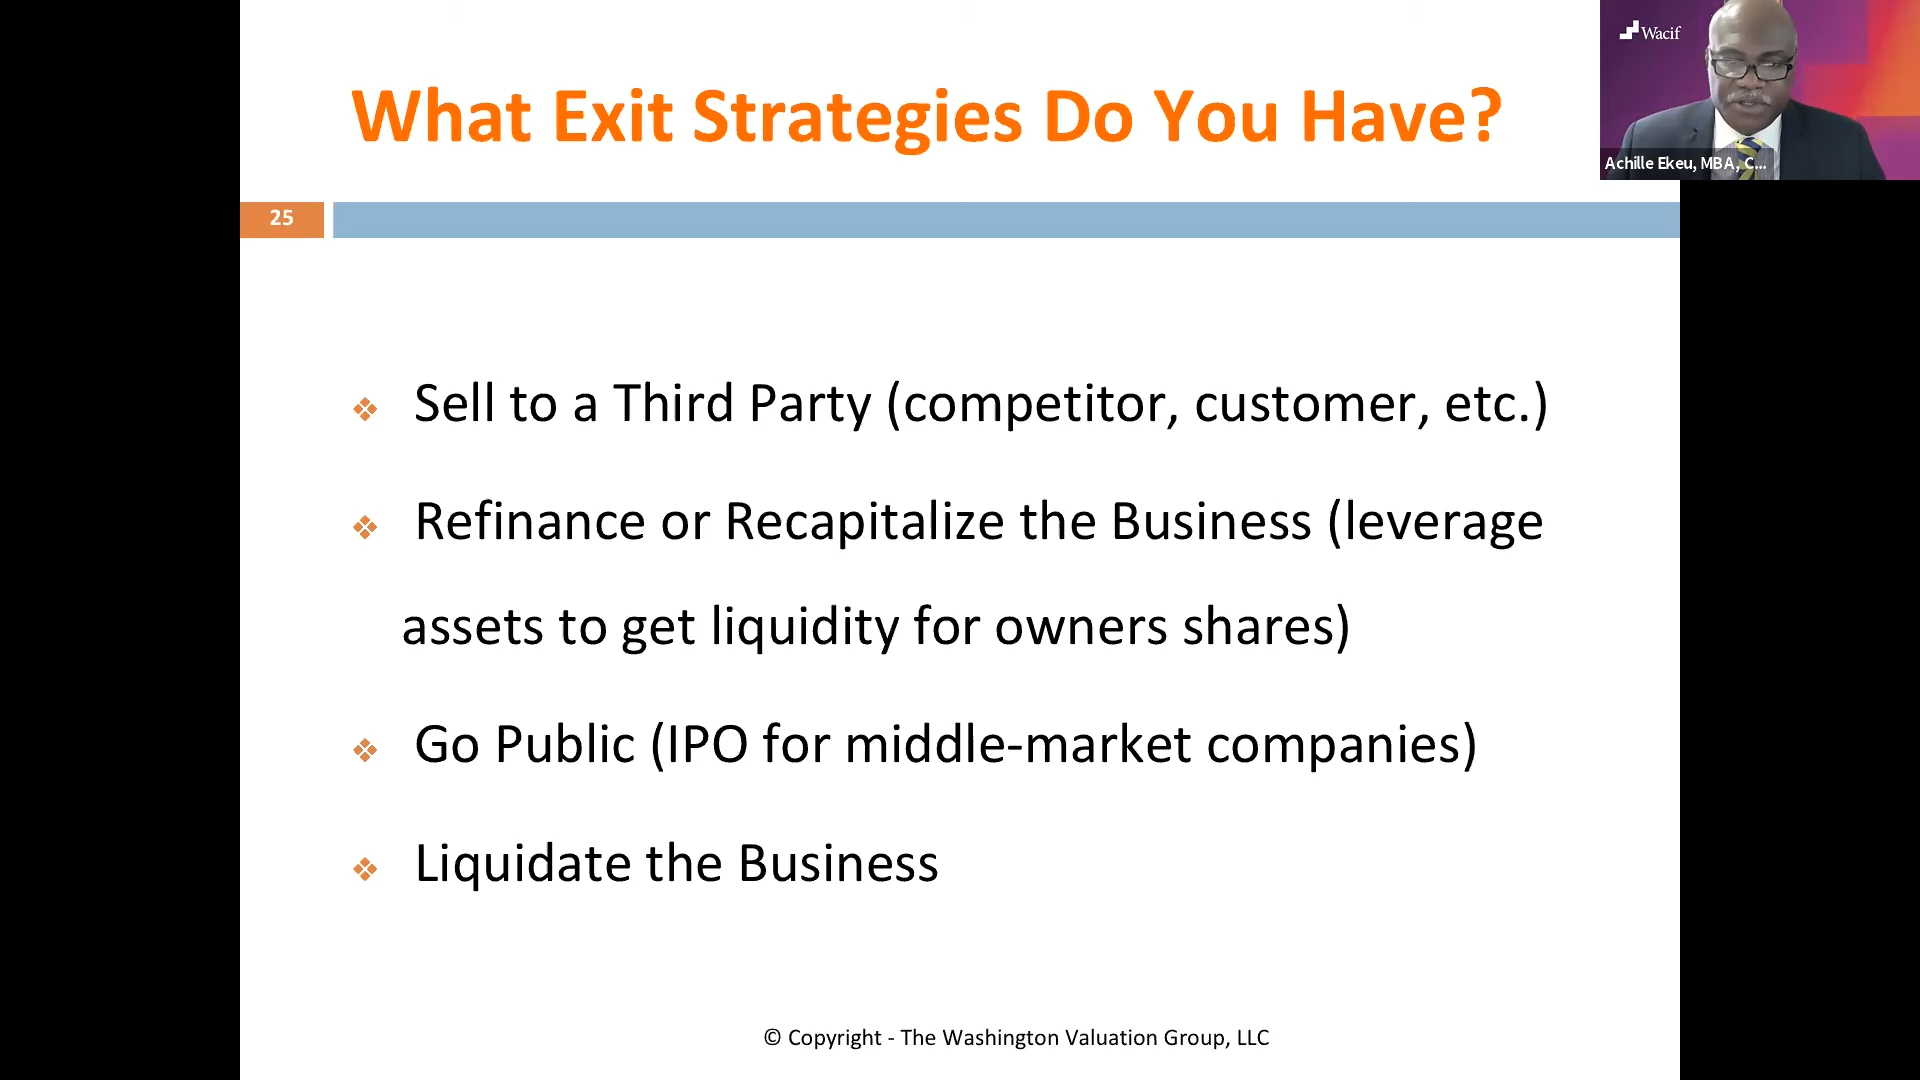 What Exit Strategies Do You Have?
Wacif
Achille Ekeu, MBA, C...
25
❖ Sell to a Third Party (competitor, customer, etc.)
❖ Refinance or Recapitalize the Business (leverage
assets to get liquidity for owners shares)
❖ Go Public (IPO for middle-market companies)
❖ Liquidate the Business
© Copyright - The Washington Valuation Group, LLC